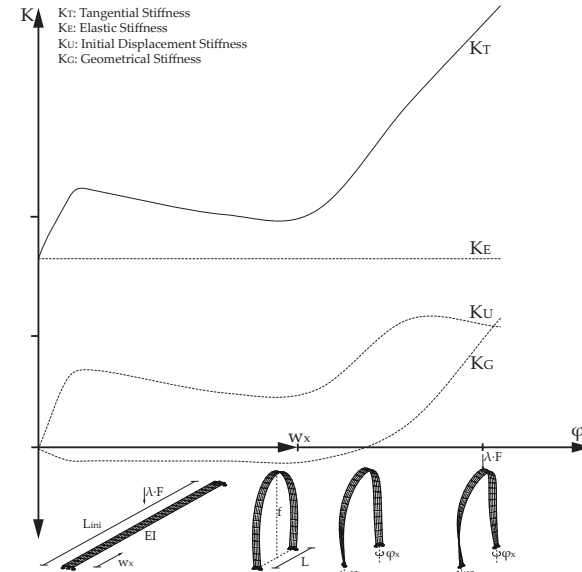 K
KT: Tangential Stiffness
KE: Elastic Stiffness
KU: Initial Displacement Stiffness
KG: Geometrical Stiffness
KT
KE
KU
KG
wx
φ
λ·F
λ·F
Lini
EI
wx
f
L
φx
φx